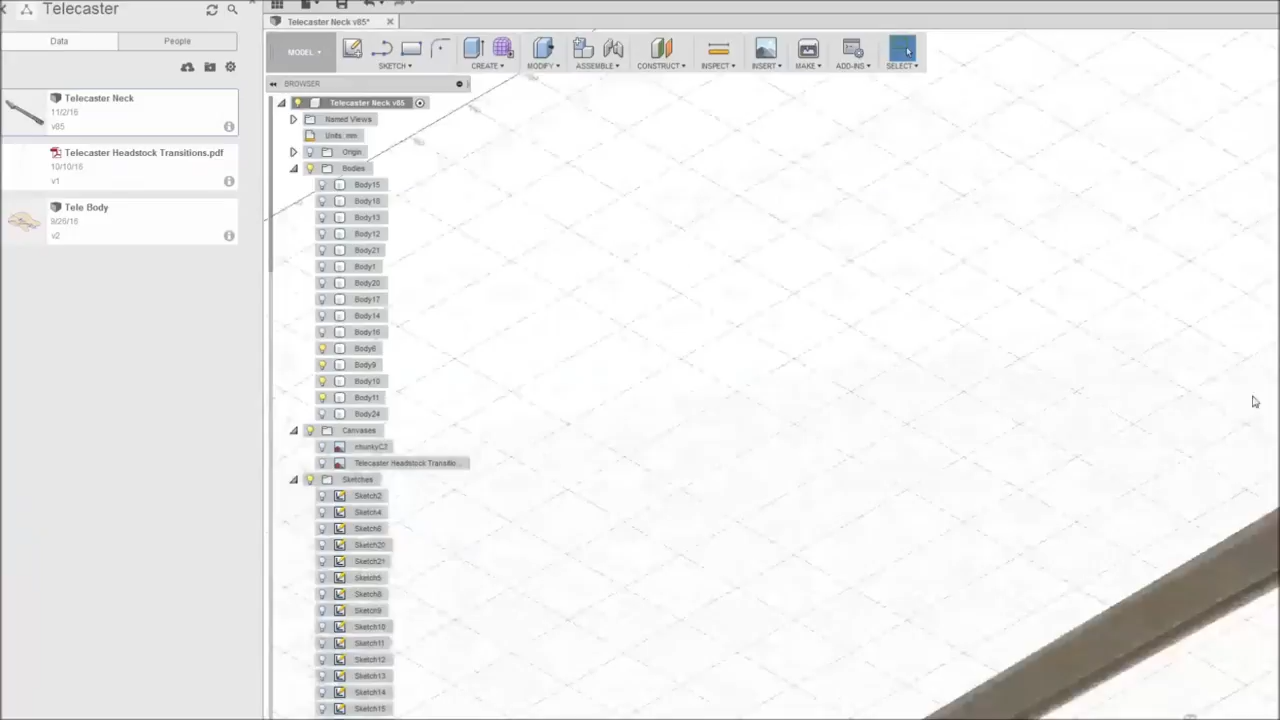 Telecaster
Data
People
Telecaster Neck
11/2/16
v85
Telecaster Headstock Transitions.pdf
10/10/16
v1
Tele Body
9/26/16
v2
Telecaster Neck v85*
MODEL
SKETCH
CREATE
MODIFY
ASSEMBLE
CONSTRUCT
INSPECT
INSERT
MAKE
ADD-INS
SELECT
BROWSER
Telecaster Neck v85
Named Views
Units: mm
Origin
Bodies
Body15
Body18
Body13
Body12
Body21
Body1
Body20
Body17
Body14
Body16
Body6
Body9
Body10
Body11
Body24
Canvases
chunkyC2
Telecaster Headstock Transitio...
Sketches
Sketch2
Sketch4
Sketch6
Sketch20
Sketch21
Sketch5
Sketch8
Sketch9
Sketch10
Sketch11
Sketch12
Sketch13
Sketch14
Sketch15